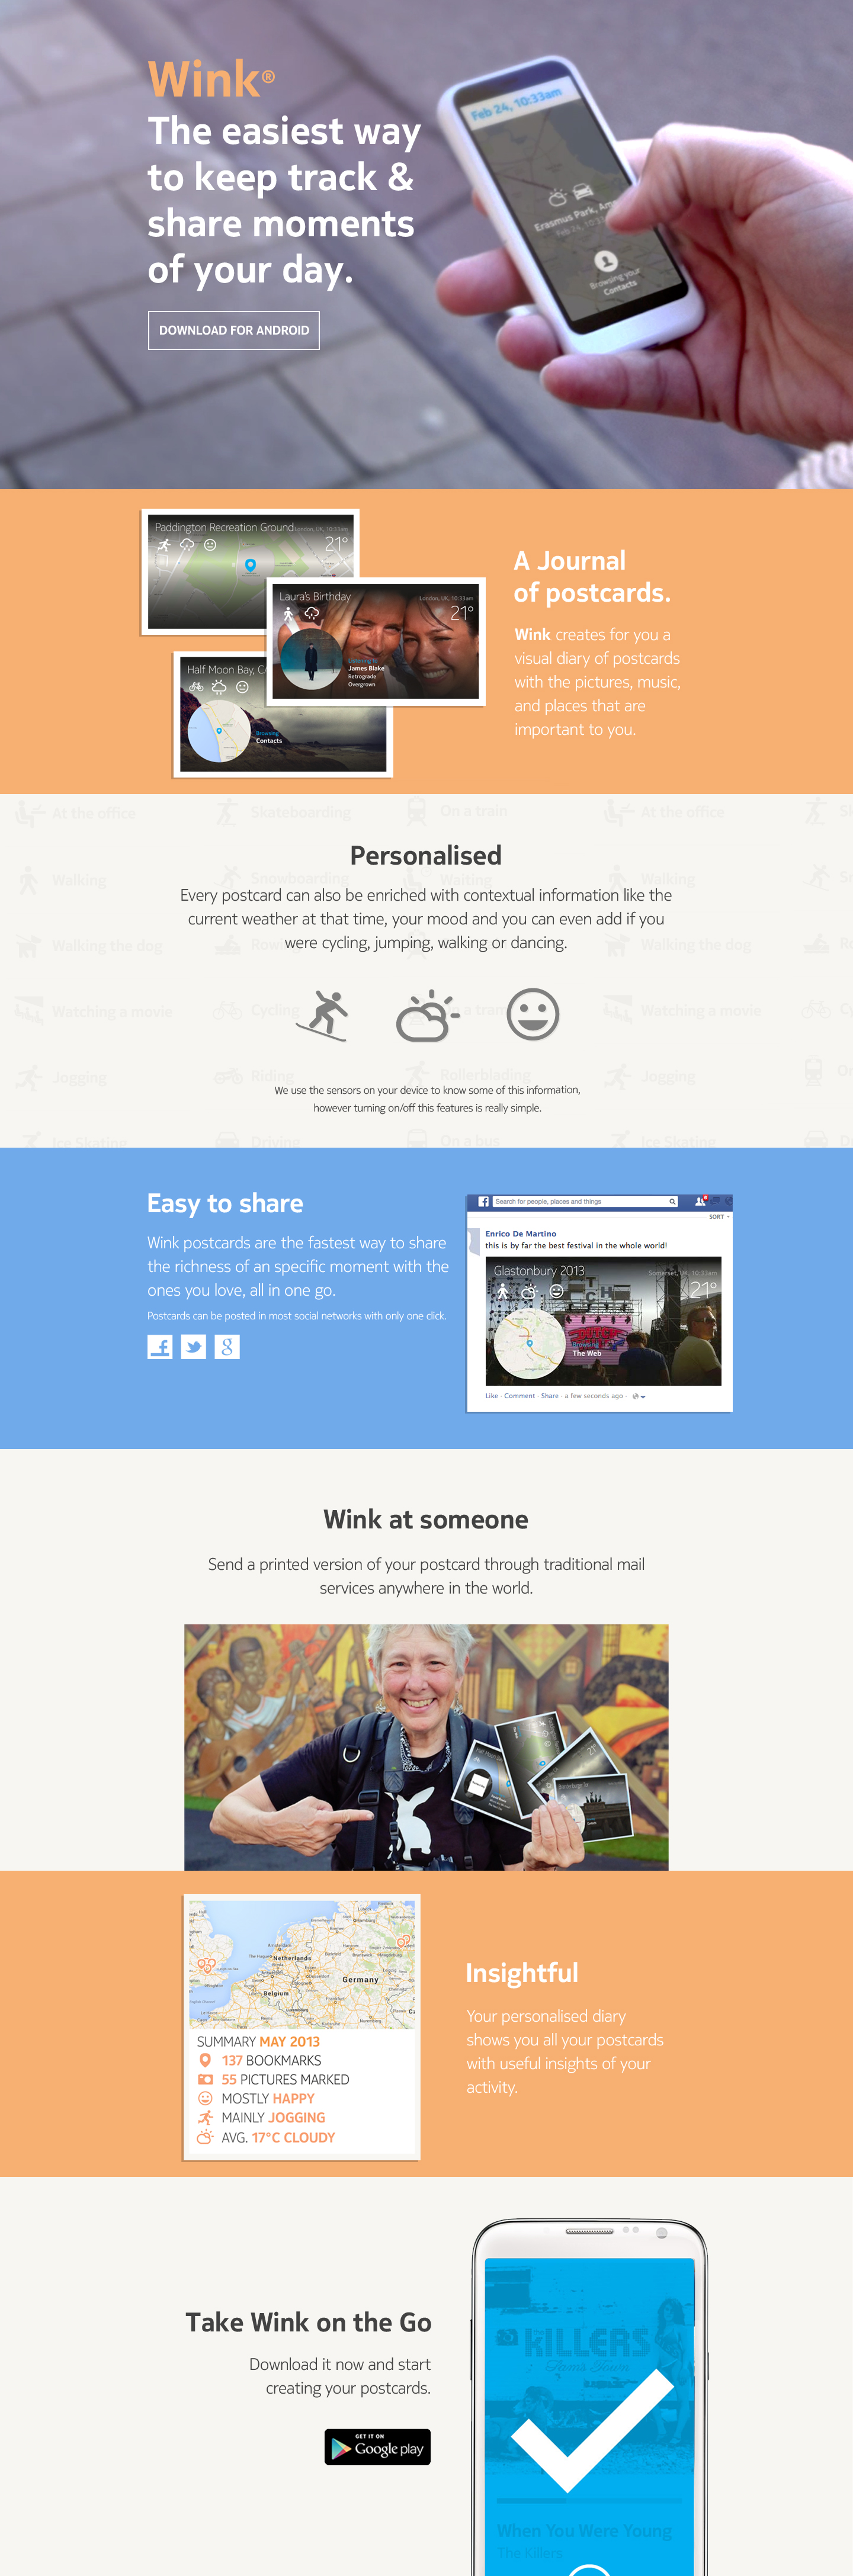 Wink®
The easiest way
to keep track &
share moments
of your day.
DOWNLOAD FOR ANDROID
Feb 24, 10:33am
Erasmus Park,
Browsing your
Contacts
Paddington Recreation Ground
London, UK, 10:33am
21°
Laura's Birthday
London, UK, 10:33am
21°
Listening to
James Blake
Retrograde
Overgrown
Half Moon Bay,
Browsing
Contacts
A Journal
of postcards.
Wink creates for you a
visual diary of postcards
with the pictures, music,
and places that are
important to you.
At the office Skateboarding On a train At the office
Personalised
Walking Snowboarding Waiting Walking
Every postcard can also be enriched with contextual information like the
current weather at that time, your mood and you can even add if you
were cycling, jumping, walking or dancing.
Walking the dog Walking the dog
Watching a movie Cycling Watching a movie
Jogging Riding Rollerblading Jogging
We use the sensors on your device to know some of this information,
however turning on/off this features is really simple.
Ice Skating Driving On a bus Ice Skating
Easy to share
Wink postcards are the fastest way to share
the richness of an specific moment with the
ones you love, all in one go.
Postcards can be posted in most social networks with only one click.
Search for people, places and things
SORT
Enrico De Martino
this is by far the best festival in the whole world!
Glastonbury 2013
Somerset, UK, 10:33am
21°
Browsing
The Web
Like · Comment · Share · a few seconds ago ·
Wink at someone
Send a printed version of your postcard through traditional mail
services anywhere in the world.
Netherlands
Germany
Belgium
SUMMARY MAY 2013
137 BOOKMARKS
55 PICTURES MARKED
MOSTLY HAPPY
MAINLY JOGGING
AVG. 17°C CLOUDY
Insightful
Your personalised diary
shows you all your postcards
with useful insights of your
activity.
Take Wink on the Go
Download it now and start
creating your postcards.
GET IT ON
Google play
the
KILLERS
Sam's Town
When You Were Young
The Killers